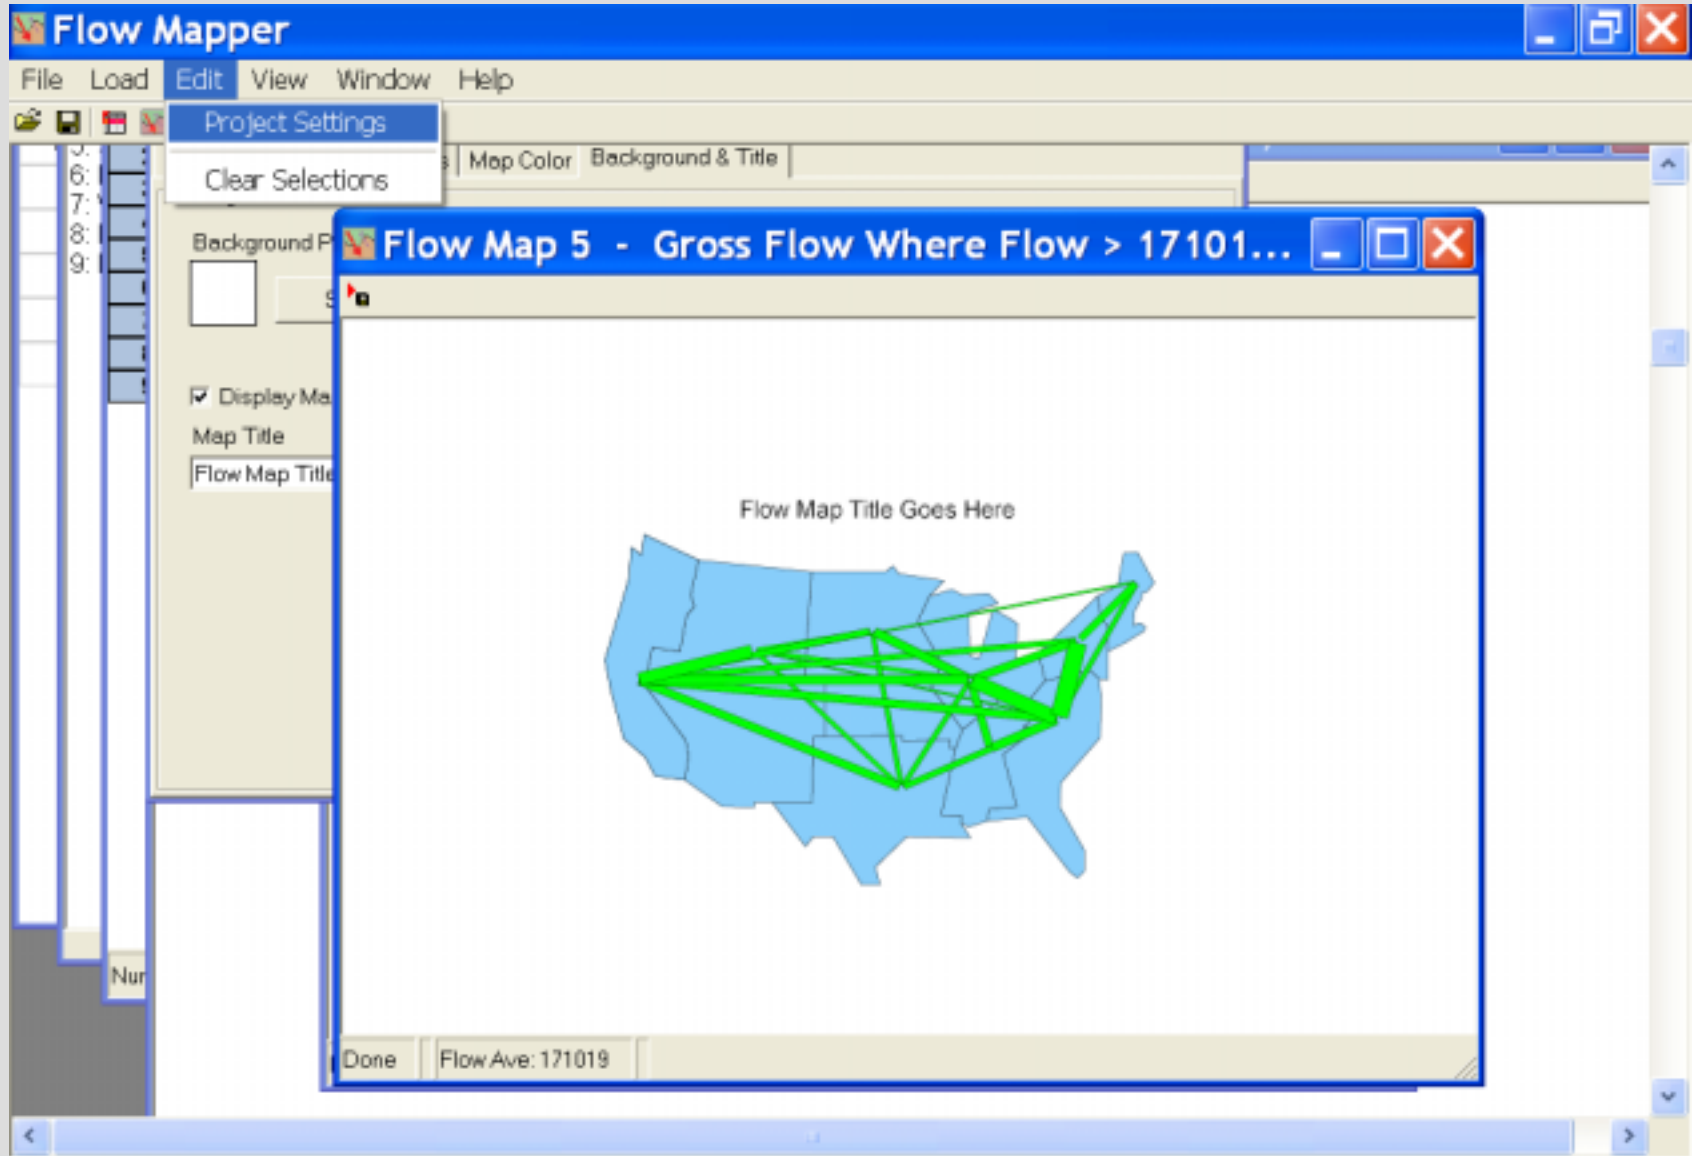 Flow Mapper
File Load Edit View Window Help
Project Settings
Clear Selections
Map Color Background & Title
6:
7:
8:
9:
Background
Display
Map Title
Flow Map Title
Flow Map 5 - Gross Flow Where Flow > 17101...
Flow Map Title Goes Here
Done Flow Ave: 171019